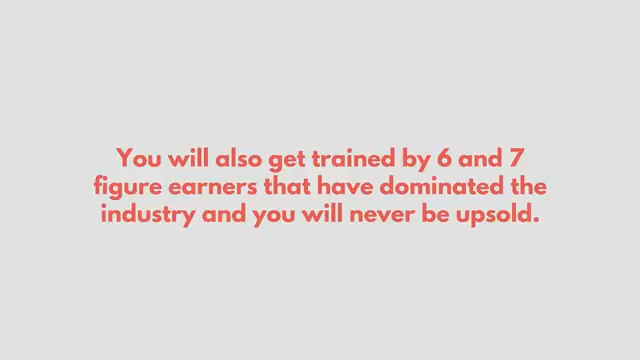 You will also get trained by 6 and 7
figure earners that have dominated the
industry and you will never be upsold.